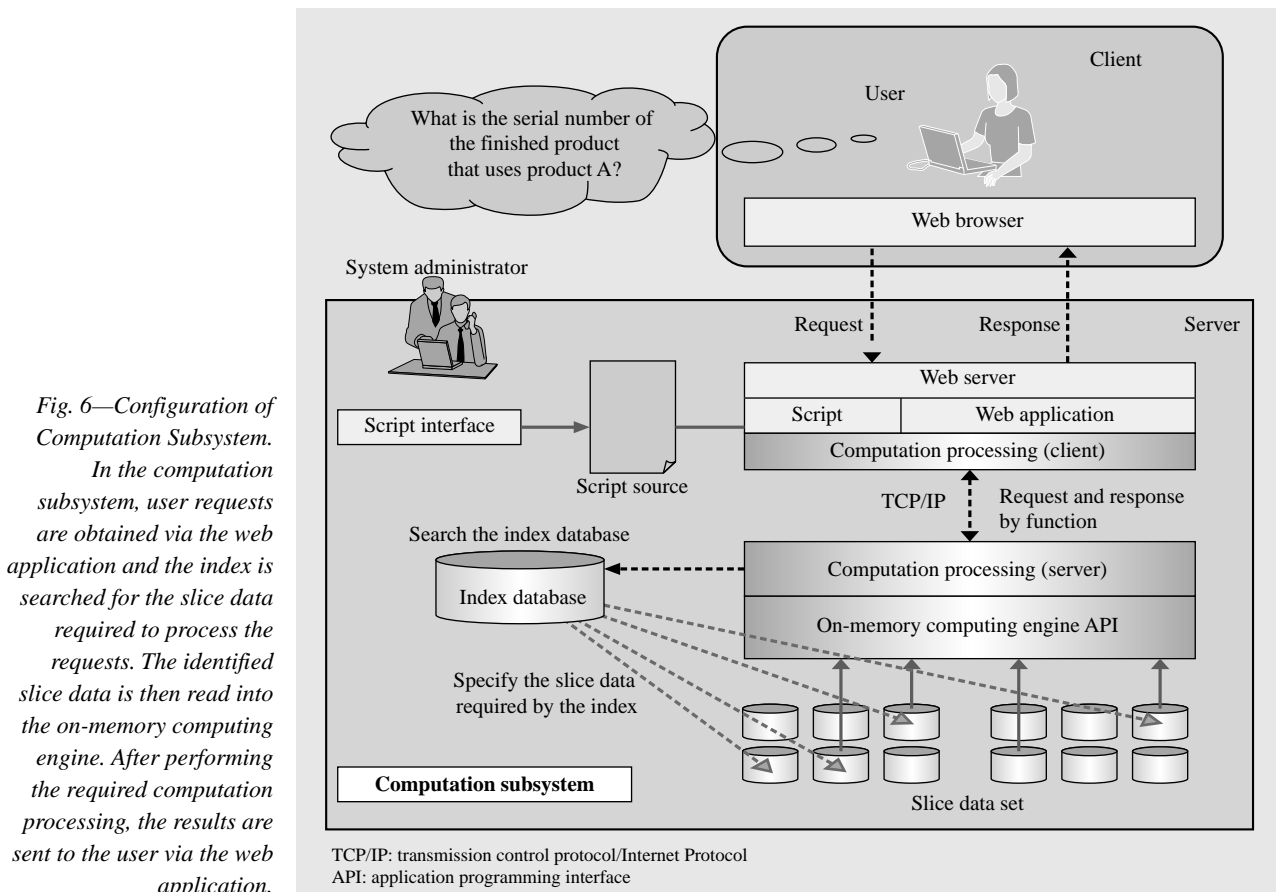 What is the serial number of
the finished product
that uses product A?
Client
User
Web browser
System administrator
Request
Response
Server
Web server
Script
Web application
Script interface
Computation processing (client)
Script source
TCP/IP
Request and response
by function
Search the index database
Index database
Computation processing (server)
On-memory computing engine API
Specify the slice data
required by the index
Computation subsystem
Slice data set
TCP/IP: transmission control protocol/Internet Protocol
API: application programming interface
Fig. 6—Configuration of
Computation Subsystem.
In the computation
subsystem, user requests
are obtained via the web
application and the index is
searched for the slice data
required to process the
requests. The identified
slice data is then read into
the on-memory computing
engine. After performing
the required computation
processing, the results are
sent to the user via the web
application.